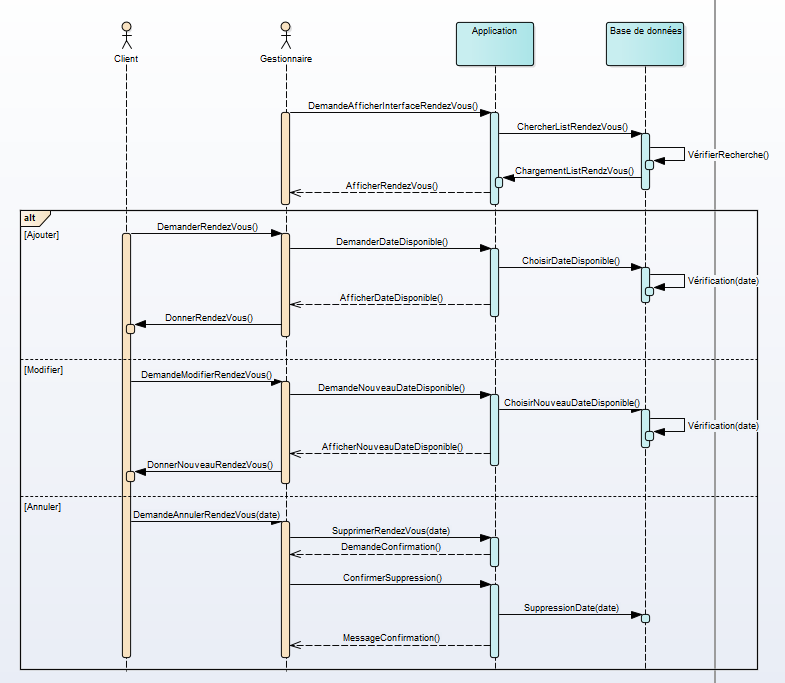 Client
Gestionnaire
Application
Base de données
DemandeAfficherInterfaceRendezVous()
ChercherListRendezVous()
VérifierRecherche()
ChargementListRendzVous()
AfficherRendezVous()
alt
[Ajouter]
DemanderRendezVous()
DemanderDateDisponible()
ChoisirDateDisponible()
Vérification(date)
AfficherDateDisponible()
DonnerRendezVous()
[Modifier]
DemandeModifierRendezVous()
DemandeNouveauDateDisponible()
ChoisirNouveauDateDisponible()
Vérification(date)
AfficherNouveauDateDisponible()
DonnerNouveauRendezVous()
[Annuler]
DemandeAnnulerRendezVous(date)
SupprimerRendezVous(date)
DemandeConfirmation()
ConfirmerSuppression()
SuppressionDate(date)
MessageConfirmation()